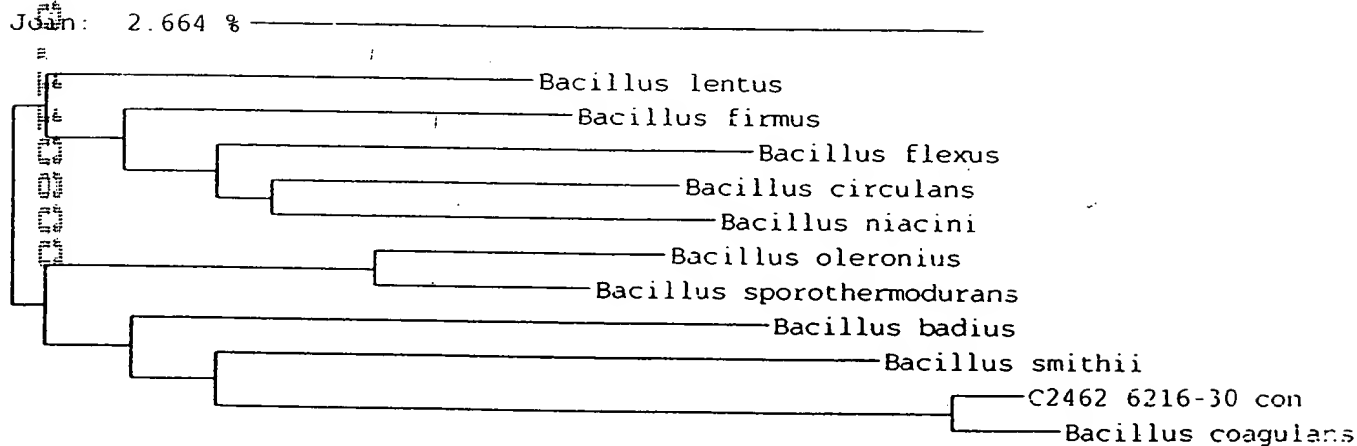 Join: 2.664 %
Bacillus lentus
Bacillus firmus
Bacillus flexus
Bacillus circulans
Bacillus niacini
Bacillus oleronius
Bacillus sporothermodurans
Bacillus badius
Bacillus smithii
C2462 6216-30 con
Bacillus coagulans